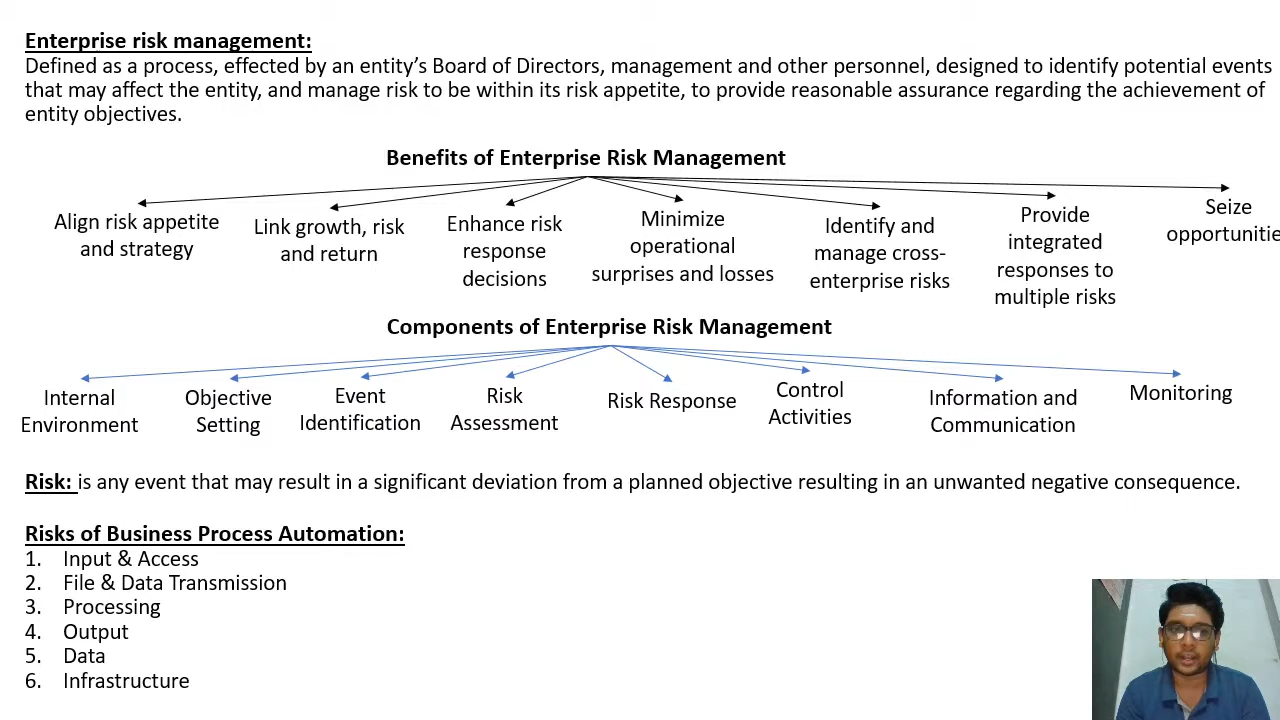 Enterprise risk management:
Defined as a process, effected by an entity’s Board of Directors, management and other personnel, designed to identify potential events
that may affect the entity, and manage risk to be within its risk appetite, to provide reasonable assurance regarding the achievement of
entity objectives.
Benefits of Enterprise Risk Management
Align risk appetite
and strategy
Link growth, risk
and return
Enhance risk
response
decisions
Minimize
operational
surprises and losses
Identify and
manage cross-
enterprise risks
Provide
integrated
responses to
multiple risks
Seize
opportunitie
Components of Enterprise Risk Management
Internal
Environment
Objective
Setting
Event
Identification
Risk
Assessment
Risk Response
Control
Activities
Information and
Communication
Monitoring
Risk: is any event that may result in a significant deviation from a planned objective resulting in an unwanted negative consequence.
Risks of Business Process Automation:
1. Input & Access
2. File & Data Transmission
3. Processing
4. Output
5. Data
6. Infrastructure